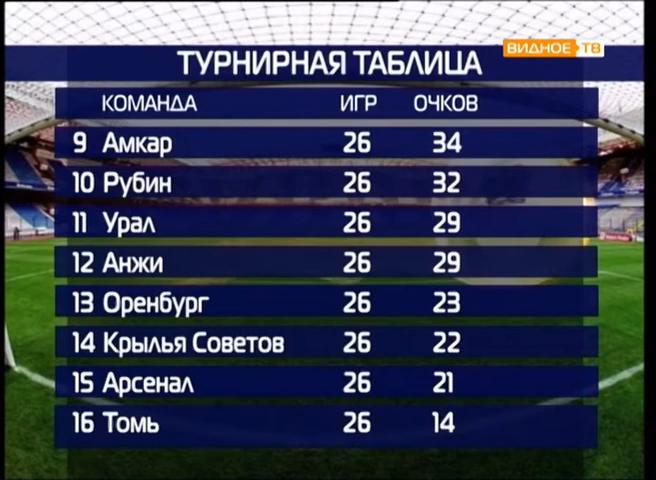 ВИДНОЕ ТВ
ТУРНИРНАЯ ТАБЛИЦА
КОМАНДА ИГР ОЧКОВ
9 Амкар 26 34
10 Рубин 26 32
11 Урал 26 29
12 Анжи 26 29
13 Оренбург 26 23
14 Крылья Советов 26 22
15 Арсенал 26 21
16 Томь 26 14